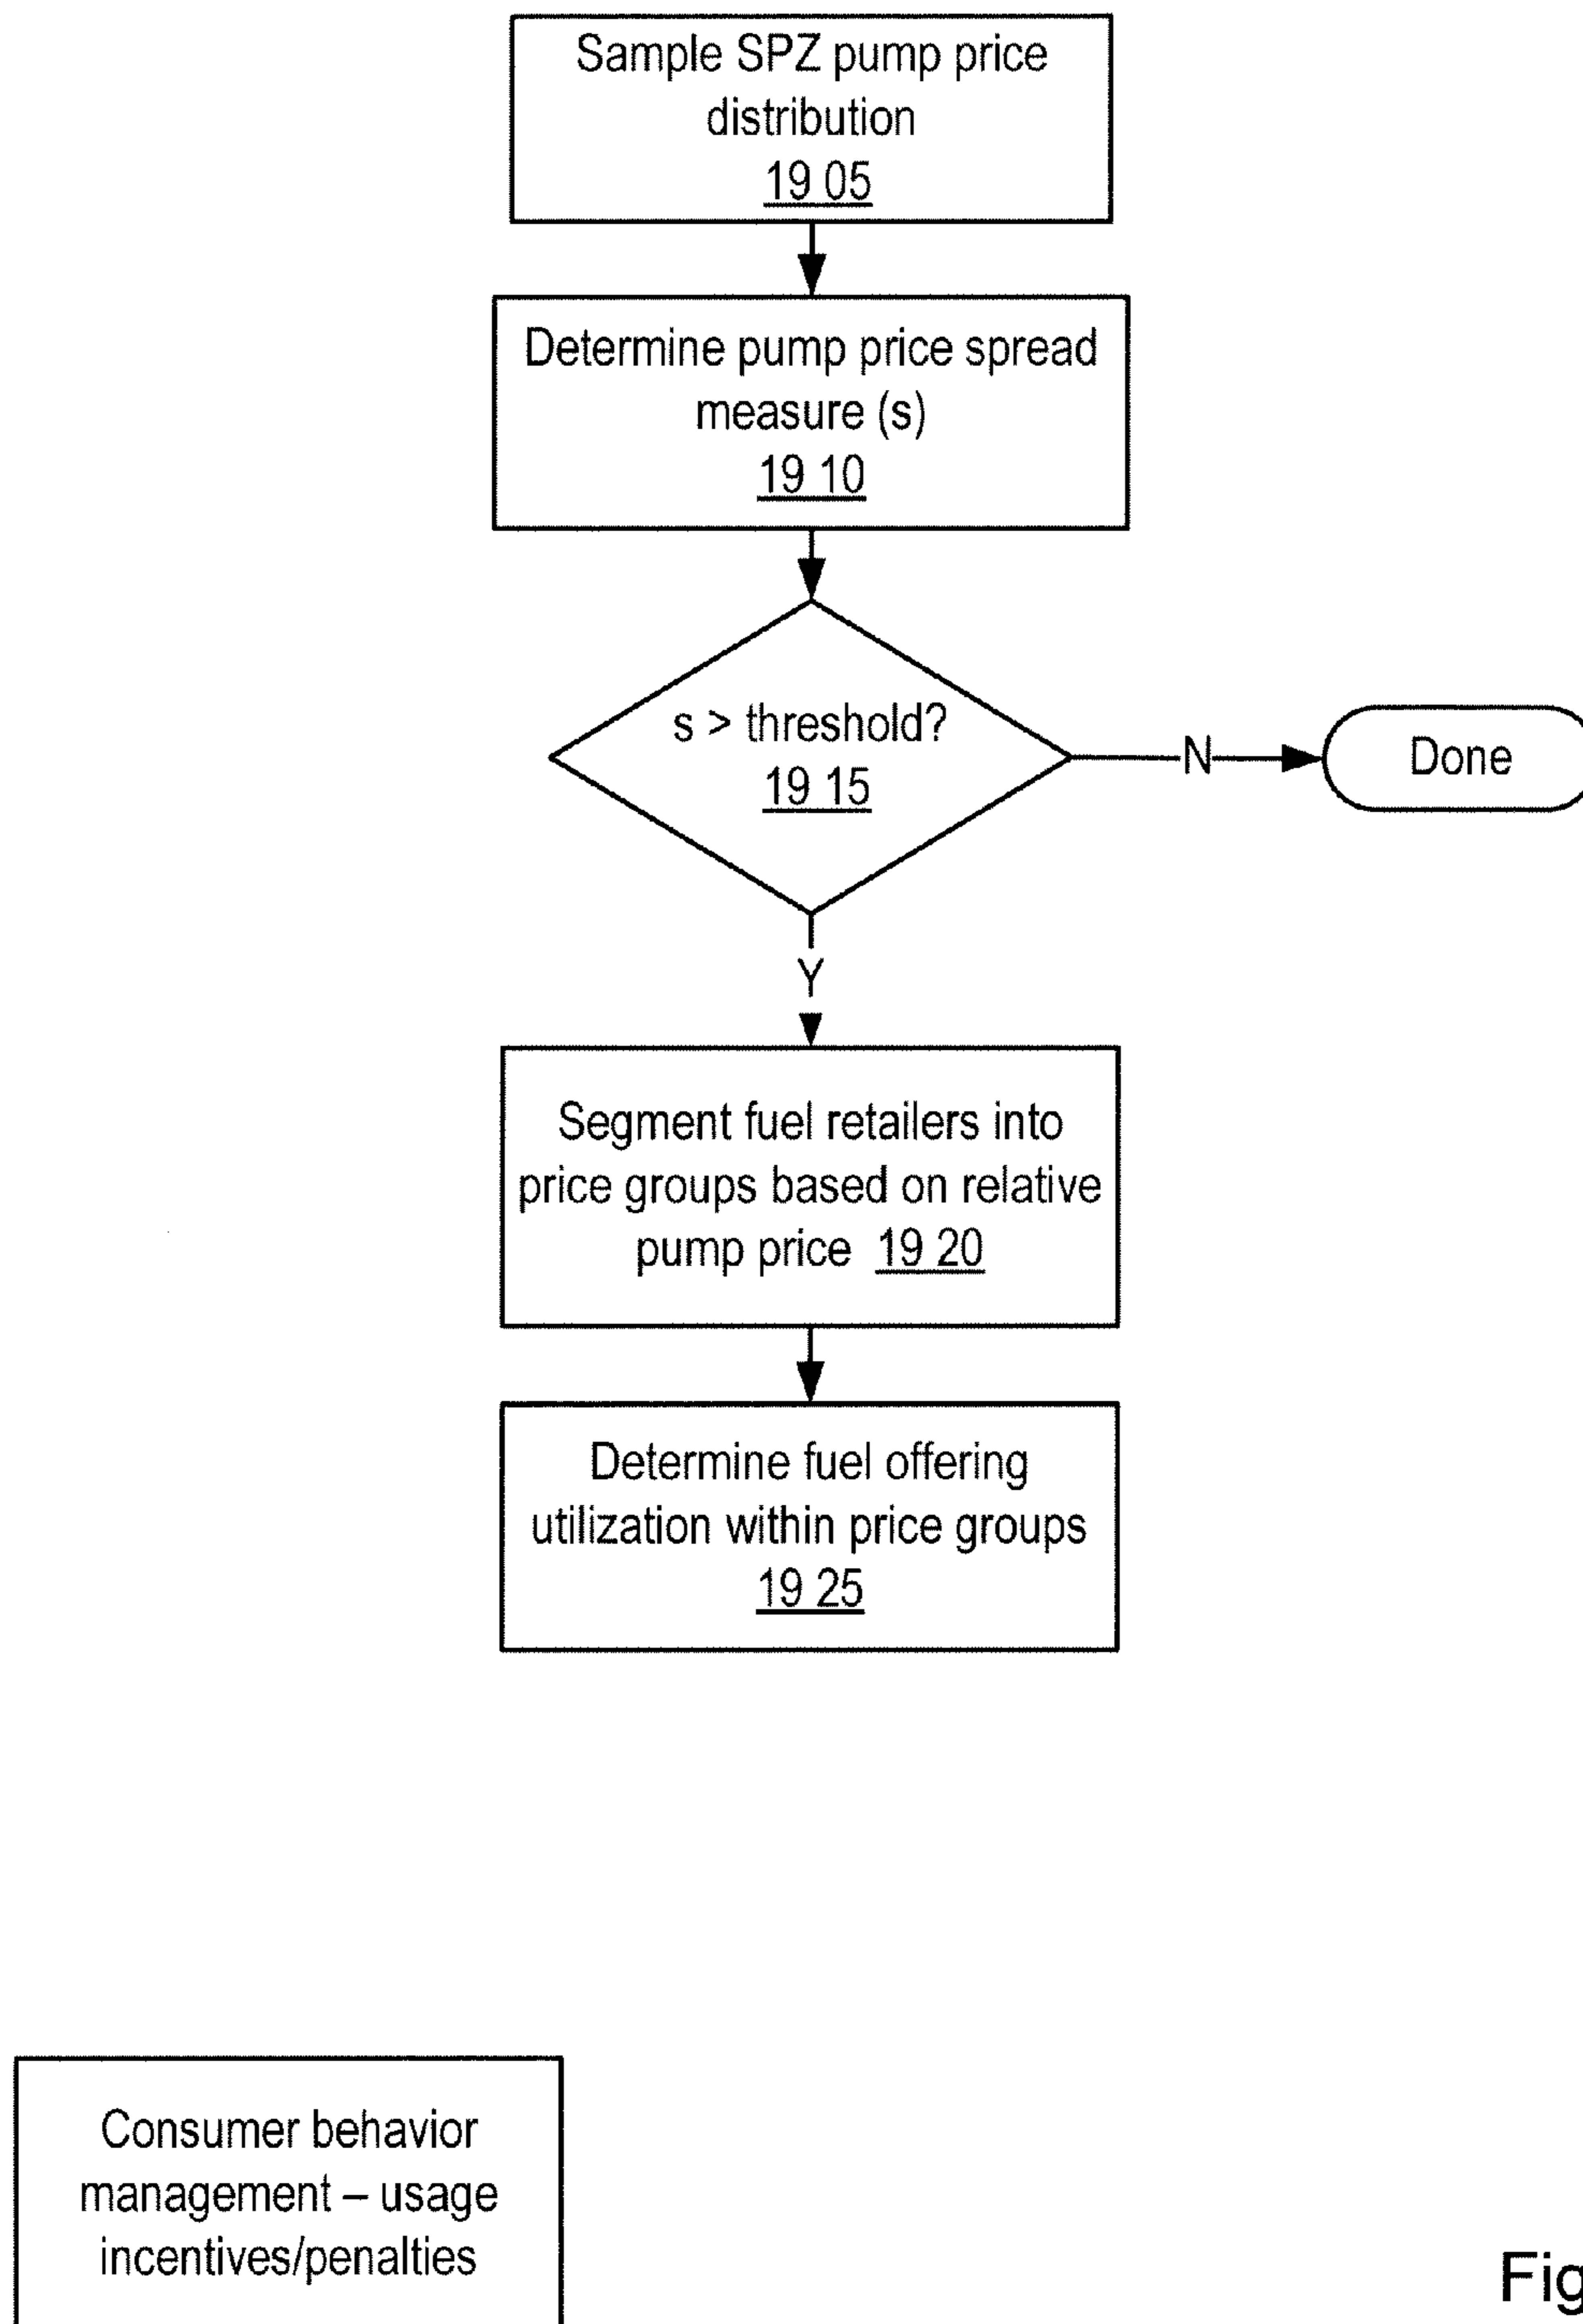 Sample SPZ pump price
distribution
19 05
Determine pump price spread
measure (s)
19 10
s > threshold?
19 15
N
Done
Y
Segment fuel retailers into
price groups based on relative
pump price 19 20
Determine fuel offering
utilization within price groups
19 25
Consumer behavior
management – usage
incentives/penalties
Fig